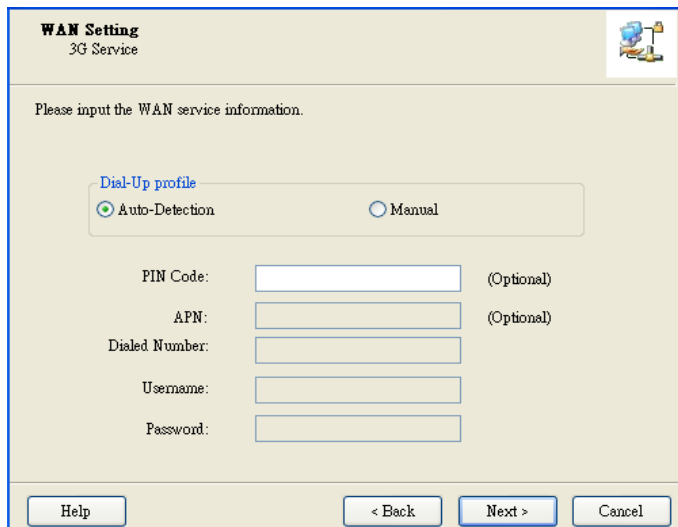 WAN Setting
3G Service
Please input the WAN service information.
Dial-Up profile
Auto-Detection Manual
PIN Code: (Optional)
APN: (Optional)
Dialed Number:
Username:
Password:
Help < Back Next > Cancel